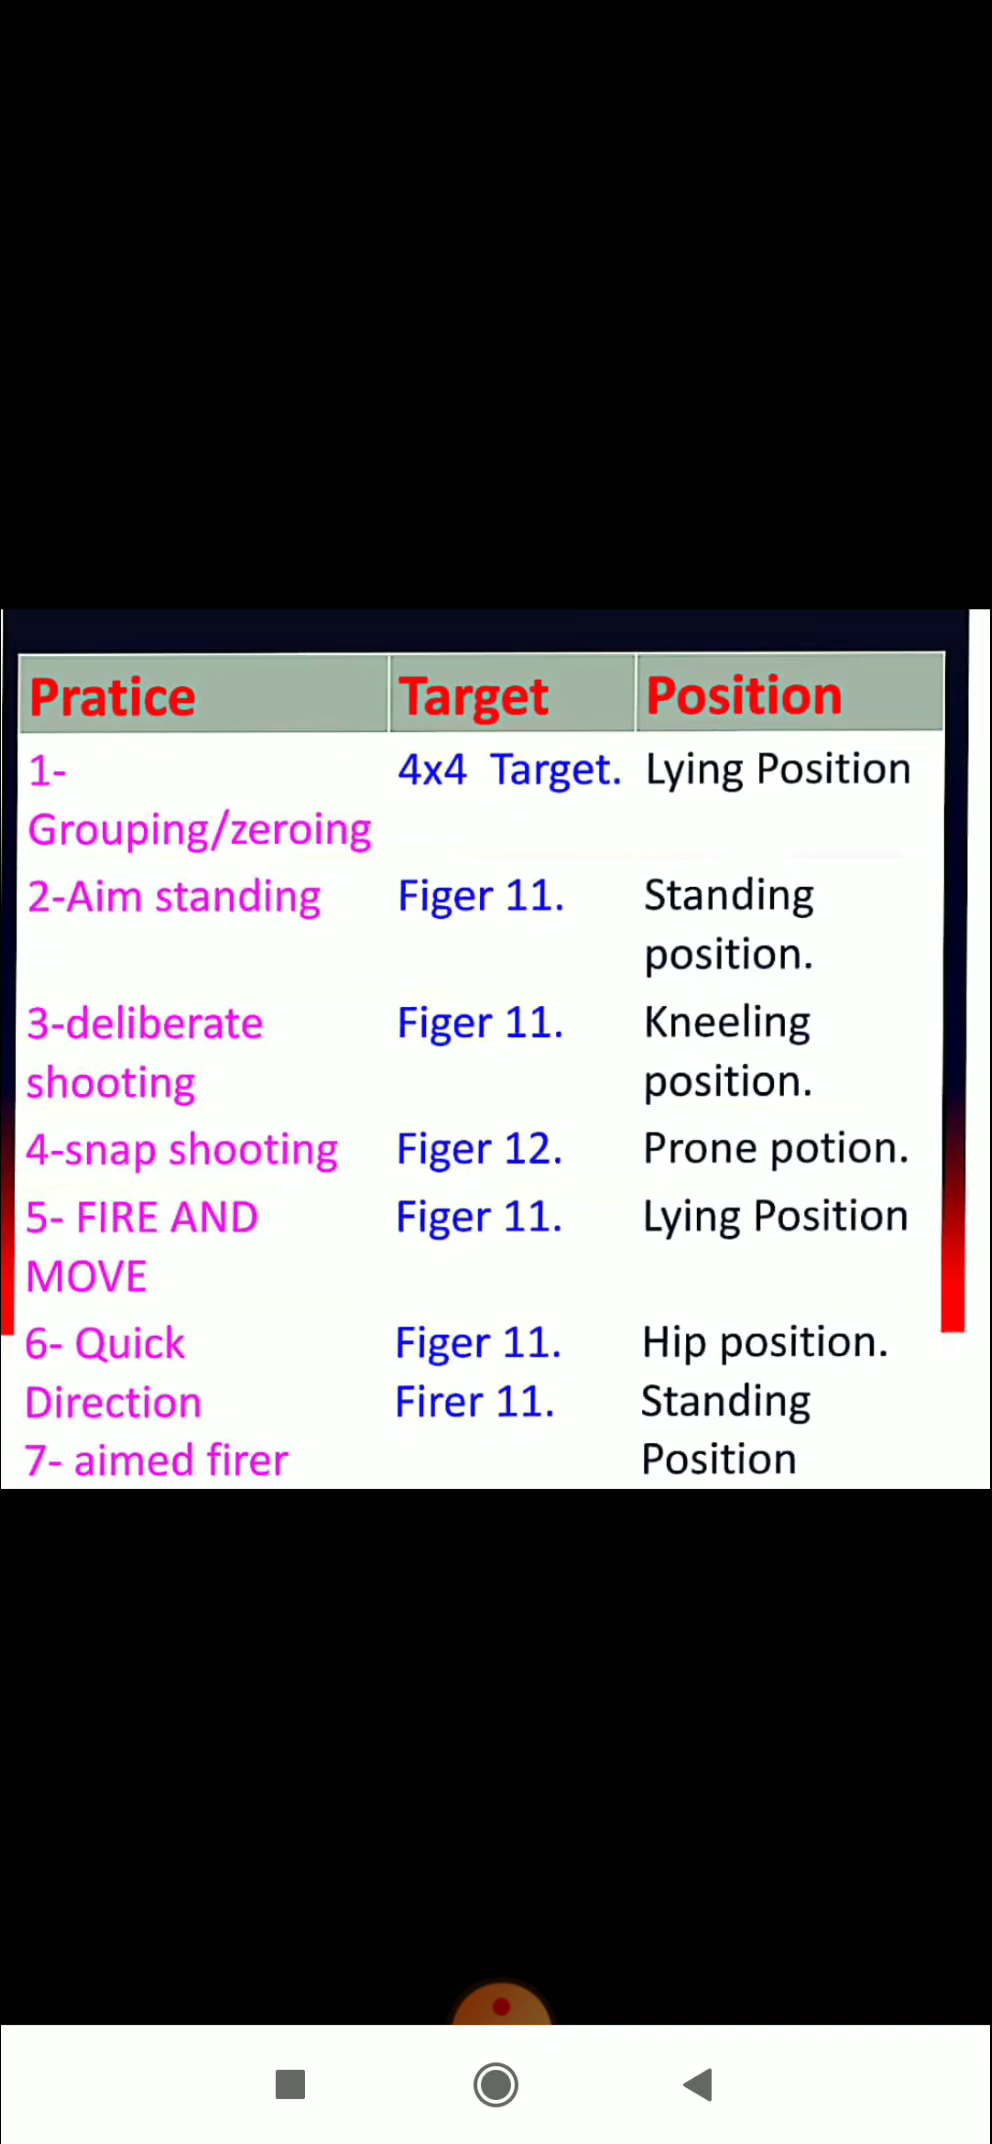 Pratice Target Position
1- 4x4 Target. Lying Position
Grouping/zeroing
2-Aim standing Figer 11. Standing
position.
3-deliberate Figer 11. Kneeling
shooting position.
4-snap shooting Figer 12. Prone potion.
5- FIRE AND Figer 11. Lying Position
MOVE
6- Quick Figer 11. Hip position.
Direction Firer 11. Standing
7- aimed firer Position